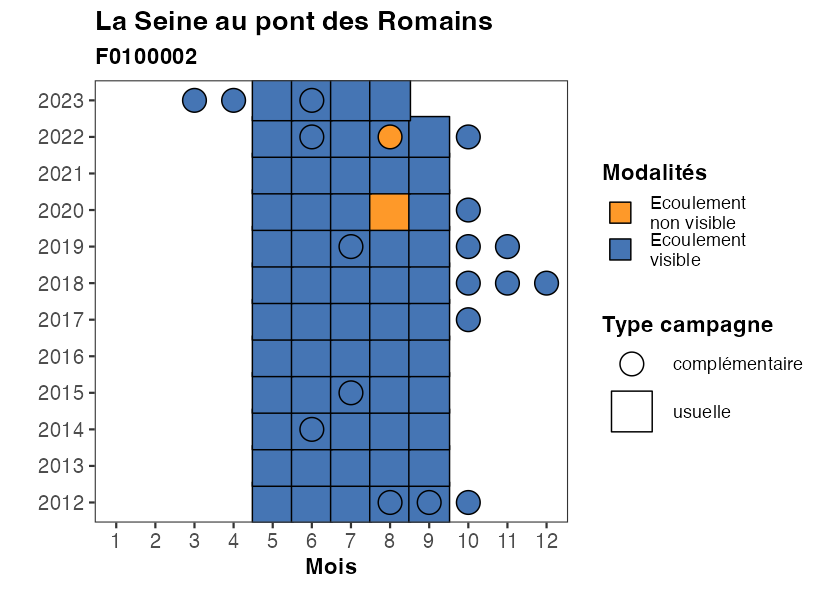 La Seine au pont des Romains
F0100002
2023
2022
2021
2020
2019
2018
2017
2016
2015
2014
2013
2012
1 2 3 4 5 6 7 8 9 10 11 12
Mois
Modalités
Ecoulement
non visible
Ecoulement
visible
Type campagne
complémentaire
usuelle